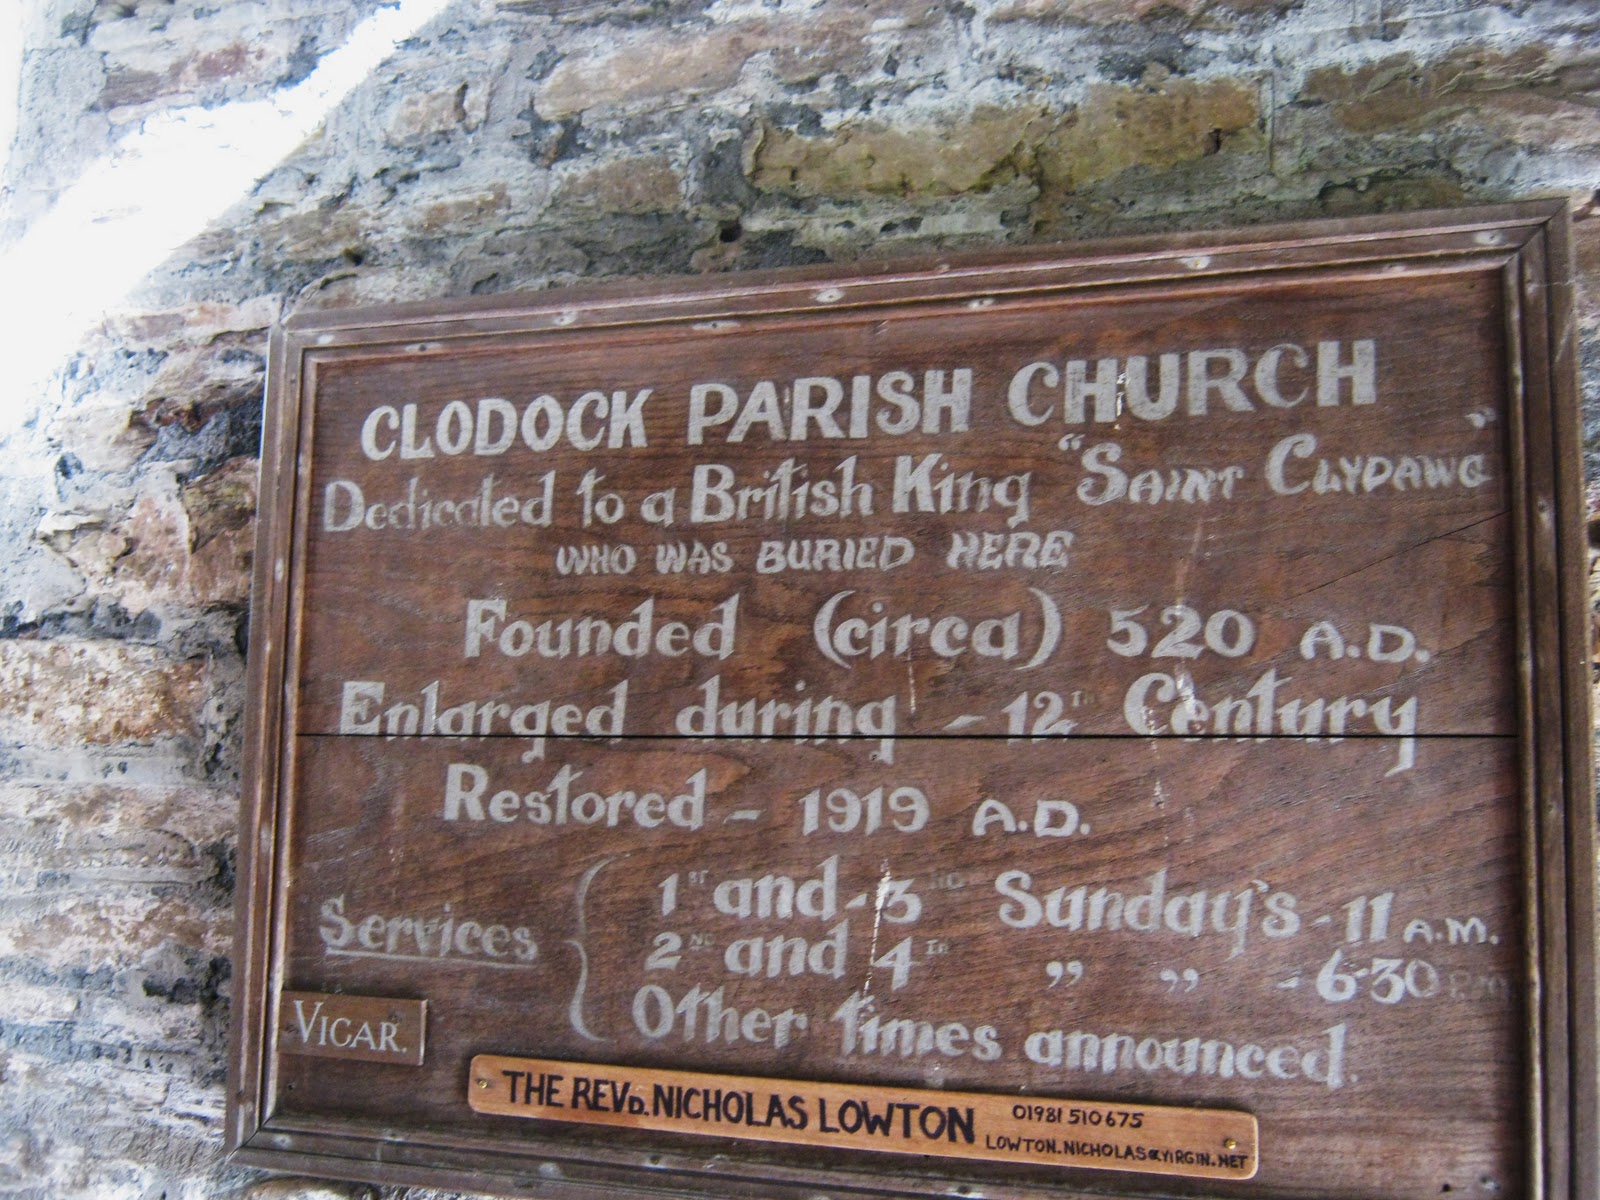 CLODOCK PARISH CHURCH
Dedicated to a British King "SAINT CLYDAWG"
WHO WAS BURIED HERE
Founded (circa) 520 A.D.
Enlarged during - 12TH Century
Restored - 1919 A.D.
Services { 1ST and - 3RD Sunday's - 11 A.M.
2ND and 4TH " " - 6-30 P.M.
Other times announced.
VICAR.
THE REVD. NICHOLAS LOWTON 01981 510675
LOWTON.NICHOLAS@VIRGIN.NET